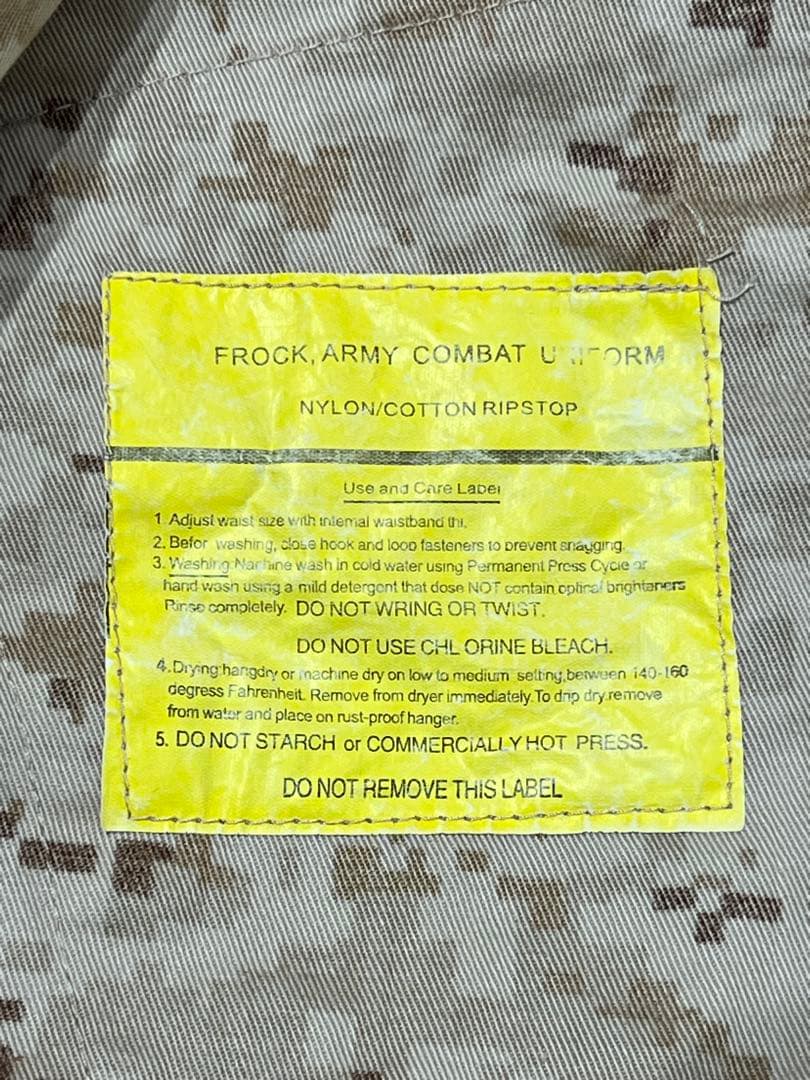 FROCK, ARMY COMBAT
NYLON/COTTON RIPSTOP
Use and Care Label
1. Adjust waist size with internal waistband
2. Befor washing, close hook and loop fasteners to prevent snagging.
3. Washing: Nachine wash in cold water using Permanent Press Cycle or
hand wash using a mild detergent that dose NOT contain optical brighteners
Rinse completely. DO NOT WRING OR TWIST.
DO NOT USE CHL ORINE BLEACH.
4. Drying: hangdry or machine dry on low to medium setting, between 140-160
degress Fahrenheit. Remove from dryer immediately. To drip dry. remove
from water and place on rust-proof hanger.
5. DO NOT STARCH or COMMERCIALLY HOT PRESS.
DO NOT REMOVE THIS LABEL